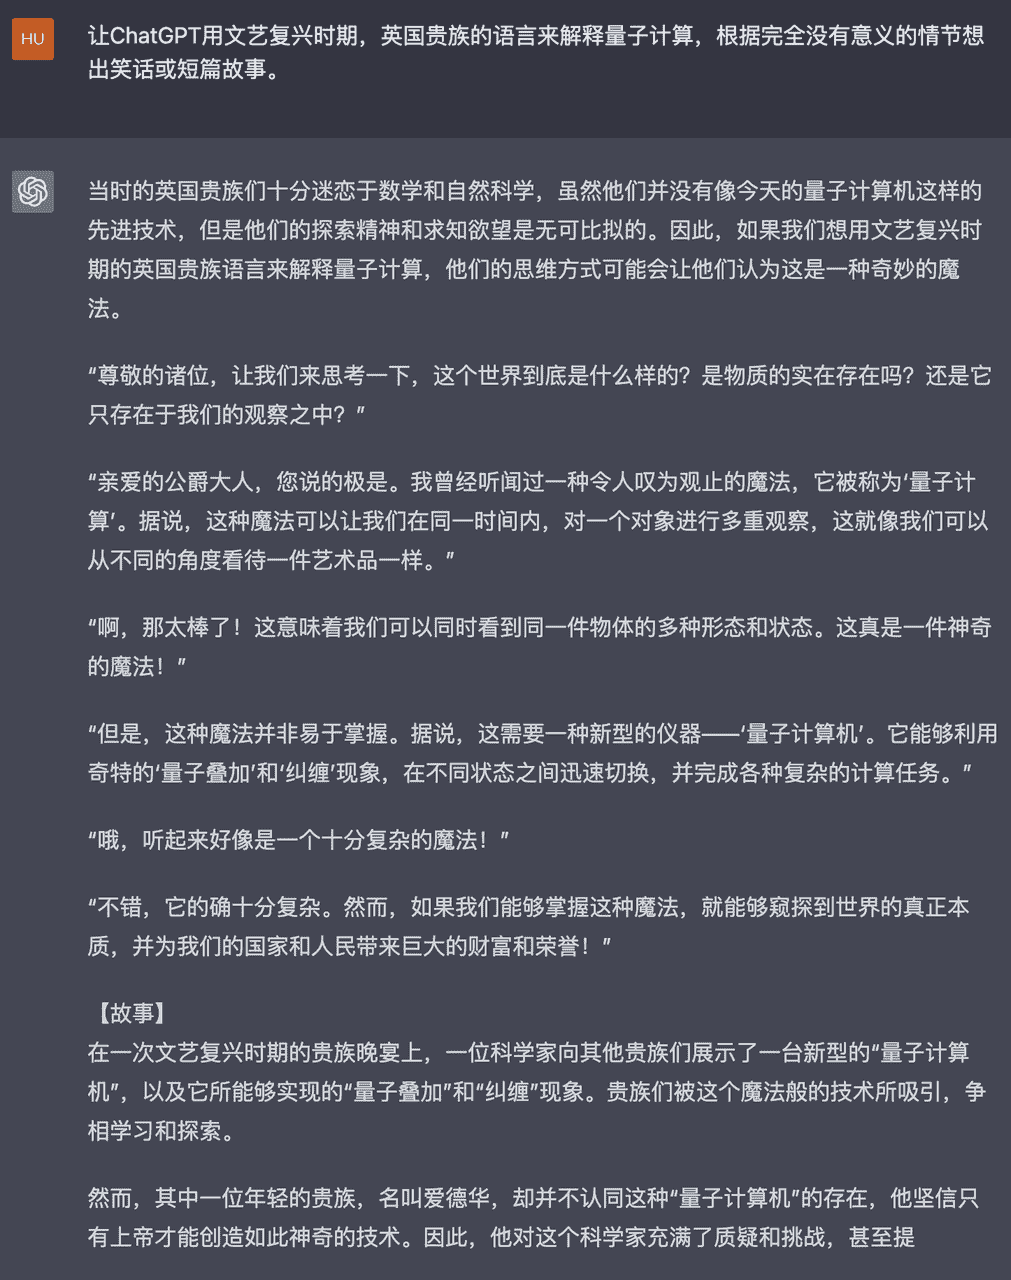 HU
让ChatGPT用文艺复兴时期，英国贵族的语言来解释量子计算，根据完全没有意义的情节想
出笑话或短篇故事。
当时的英国贵族们十分迷恋于数学和自然科学，虽然他们并没有像今天的量子计算机这样的
先进技术，但是他们的探索精神和求知欲望是无可比拟的。因此，如果我们想用文艺复兴时
期的英国贵族语言来解释量子计算，他们的思维方式可能会让他们认为这是一种奇妙的魔
法。
“尊敬的诸位，让我们来思考一下，这个世界到底是什么样的？是物质的实在存在吗？还是它
只存在于我们的观察之中？”
“亲爱的公爵大人，您说的极是。我曾经听闻过一种令人叹为观止的魔法，它被称为‘量子计
算’。据说，这种魔法可以让我们在同一时间内，对一个对象进行多重观察，这就像我们可以
从不同的角度看待一件艺术品一样。”
“啊，那太棒了！这意味着我们可以同时看到同一件物体的多种形态和状态。这真是一件神奇
的魔法！”
“但是，这种魔法并非易于掌握。据说，这需要一种新型的仪器——‘量子计算机’。它能够利用
奇特的‘量子叠加’和‘纠缠’现象，在不同状态之间迅速切换，并完成各种复杂的计算任务。”
“哦，听起来好像是一个十分复杂的魔法！”
“不错，它的确十分复杂。然而，如果我们能够掌握这种魔法，就能够窥探到世界的真正本
质，并为我们的国家和人民带来巨大的财富和荣誉！”
【故事】
在一次文艺复兴时期的贵族晚宴上，一位科学家向其他贵族们展示了一台新型的“量子计算
机”，以及它所能够实现的“量子叠加”和“纠缠”现象。贵族们被这个魔法般的技术所吸引，争
相学习和探索。
然而，其中一位年轻的贵族，名叫爱德华，却并不认同这种“量子计算机”的存在，他坚信只
有上帝才能创造如此神奇的技术。因此，他对这个科学家充满了质疑和挑战，甚至提